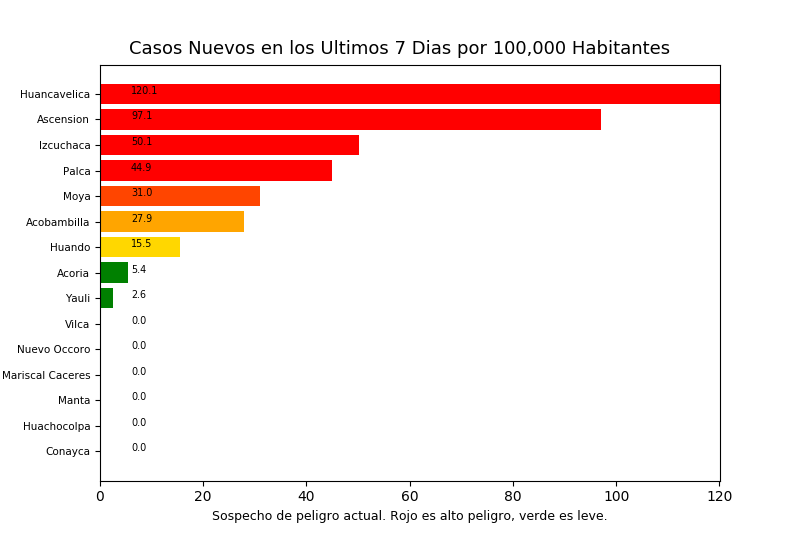 Casos Nuevos en los Ultimos 7 Dias por 100,000 Habitantes
Huancavelica 120.1
Ascension 97.1
Izcuchaca 50.1
Palca 44.9
Moya 31.0
Acobambilla 27.9
Huando 15.5
Acoria 5.4
Yauli 2.6
Vilca 0.0
Nuevo Occoro 0.0
Mariscal Caceres 0.0
Manta 0.0
Huachocolpa 0.0
Conayca 0.0
0 20 40 60 80 100 120
Sospecho de peligro actual. Rojo es alto peligro, verde es leve.